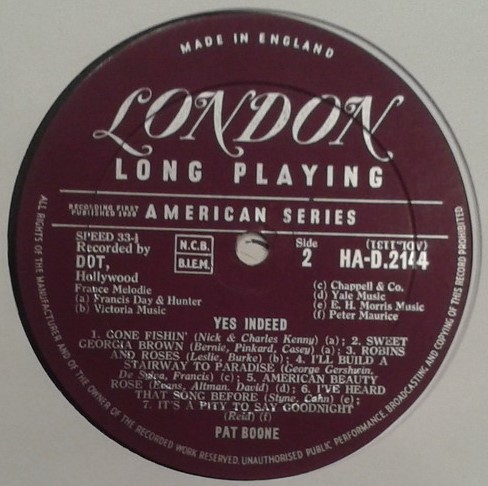 MADE IN ENGLAND
LONDON
LONG PLAYING
RECORDING FIRST
PUBLISHED 1958
AMERICAN SERIES
SPEED 33-⅓
Recorded by
DOT,
Hollywood
France Melodie
(a) Francis Day & Hunter
(b) Victoria Music
N.C.B.
B.I.E.M.
Side
2
HA-D.2144
(c) Chappell & Co.
(d) Yale Music
(e) E. H. Morris Music
(f) Peter Maurice
YES INDEED
1. GONE FISHIN' (Nick & Charles Kenny) (a); 2. SWEET
GEORGIA BROWN (Bernie, Pinkard, Casey) (a); 3. ROBINS
AND ROSES (Leslie, Burke) (b); 4. I'LL BUILD A
STAIRWAY TO PARADISE (George Gershwin,
De Sylva, Francis) (c); 5. AMERICAN BEAUTY
ROSE (Evans, Altman, David) (d); 6. I'VE HEARD
THAT SONG BEFORE (Styne, Cahn) (e);
7. IT'S A PITY TO SAY GOODNIGHT
(Reid) (f)
PAT BOONE
ALL RIGHTS OF THE MANUFACTURER AND OF THE OWNER OF THE RECORDED WORK RESERVED. UNAUTHORISED PUBLIC PERFORMANCE, BROADCASTING AND COPYING OF THIS RECORD PROHIBITED